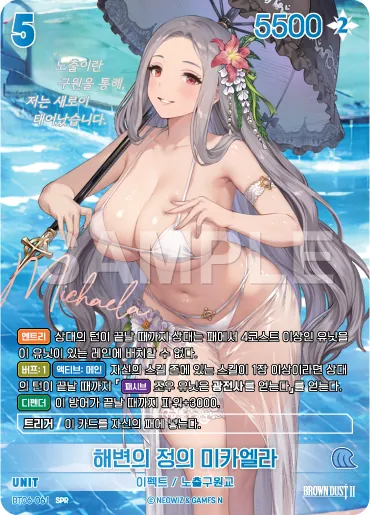 5
5500 2
노출이란
구원을 통해,
저는 새로이
태어났습니다.
SAMPLE
Michaela
엔트리 상대의 턴이 끝날 때까지 상대는 패에서 4코스트 이상인 유닛을
이 유닛이 있는 레인에 배치할 수 없다.
버프:1 액티브:메인 자신의 스킬 존에 있는 스킬이 1장 이상이라면 상대
의 턴이 끝날 때까지 「패시브 좌우 유닛은 광전사를 얻는다」를 얻는다.
디펜더 이 방어가 끝날 때까지 파워+3000.
트리거 / 이 카드를 자신의 패에 넣는다.
해변의 정의 미카엘라
UNIT
이펙트 / 노출구원교
BT06-061 SPR
© NEOWIZ & GAMFS N
BROWN DUST II